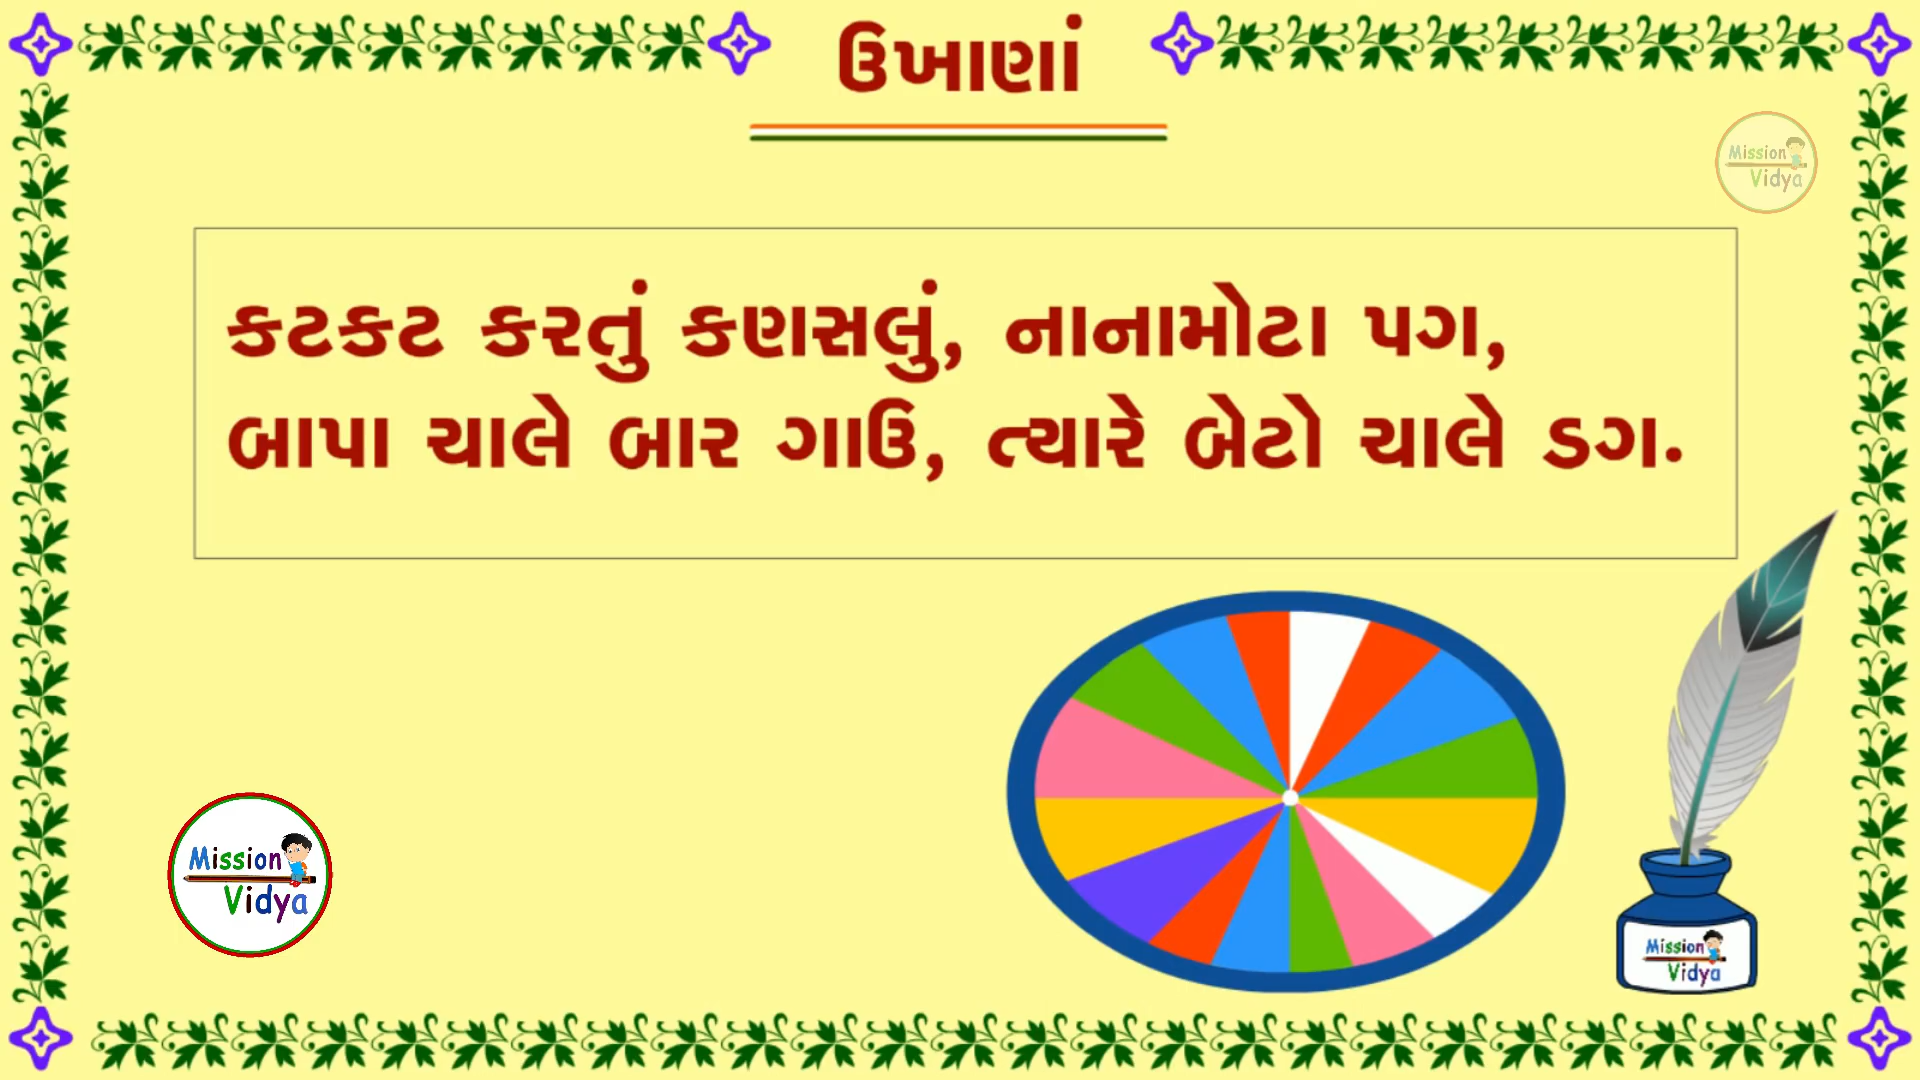 ઉખાણાં
Mission
Vidya
કટકટ કરતું કણસલું, નાનામોટા પગ,
બાપા ચાલે બાર ગાઉ, ત્યારે બેટો ચાલે ડગ.
Mission
Vidya
Mission
Vidya